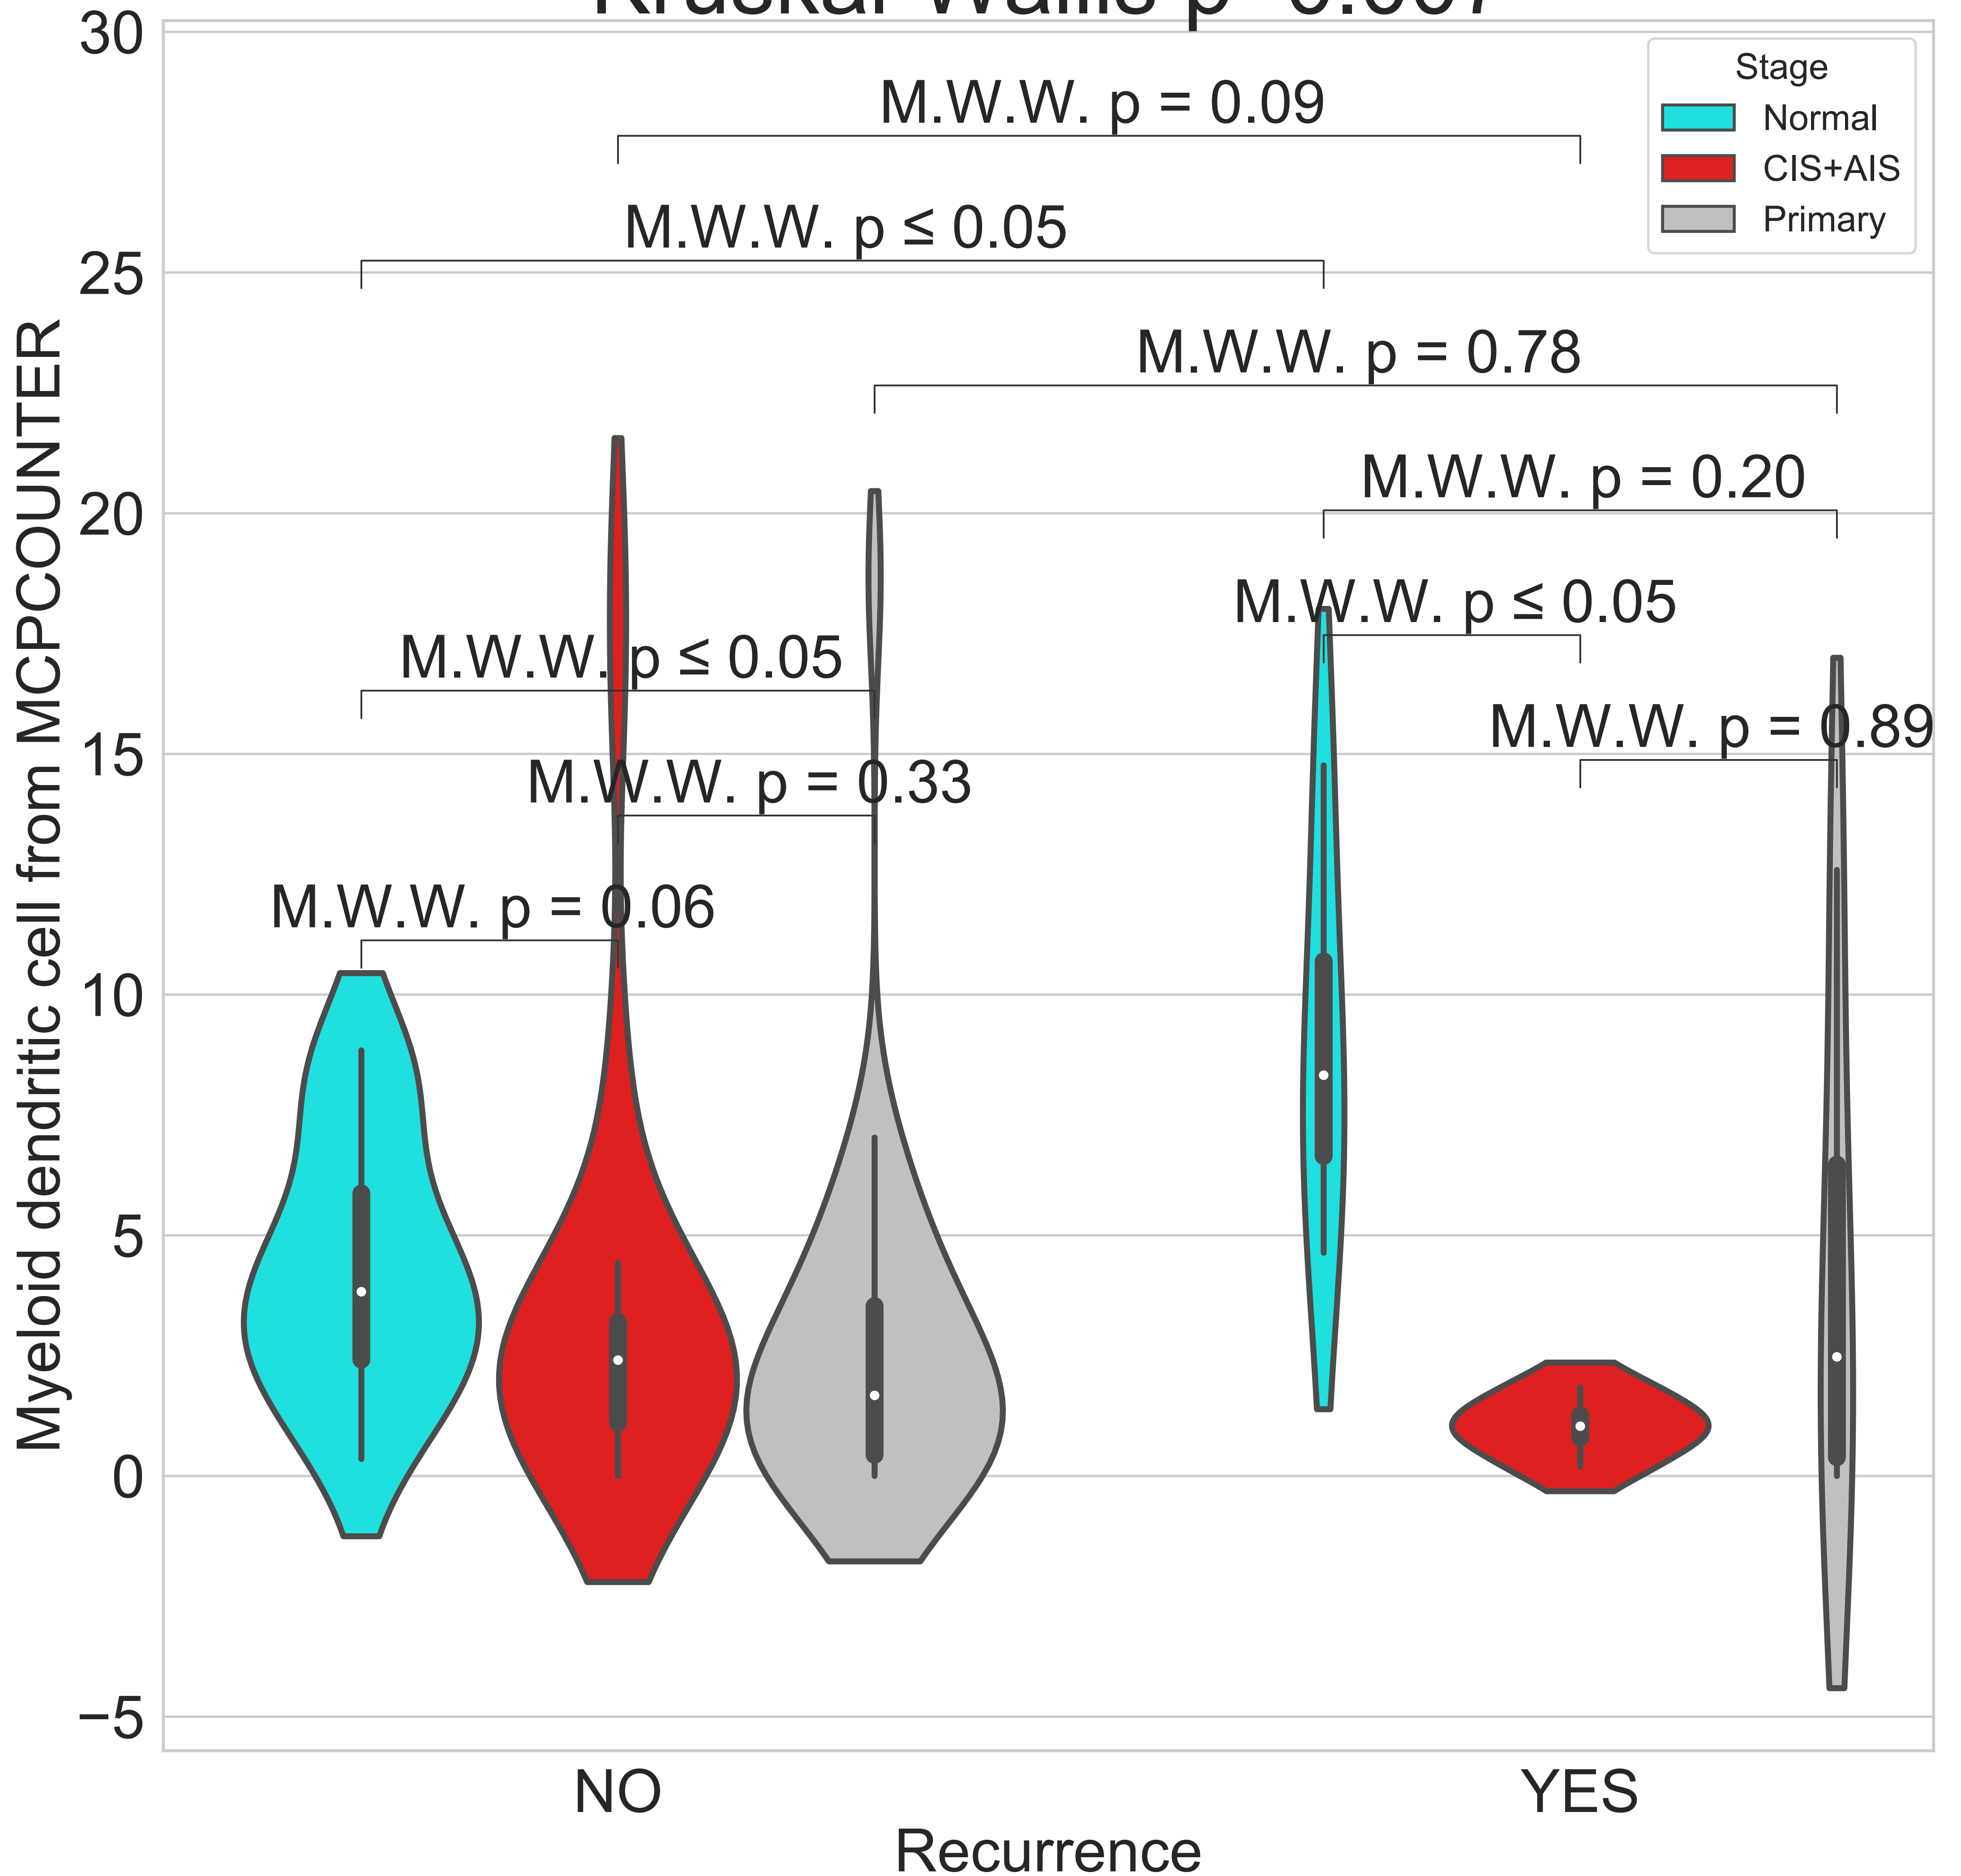 30
M.W.W. p = 0.09
M.W.W. p ≤ 0.05
25
M.W.W. p = 0.78
M.W.W. p = 0.20
20
M.W.W. p ≤ 0.05
M.W.W. p ≤ 0.05
M.W.W. p = 0.89
15
M.W.W. p = 0.33
M.W.W. p = 0.06
10
5
0
−5
Stage
Normal
CIS+AIS
Primary
Myeloid dendritic cell from MCPCOUNTER
NO
YES
Recurrence